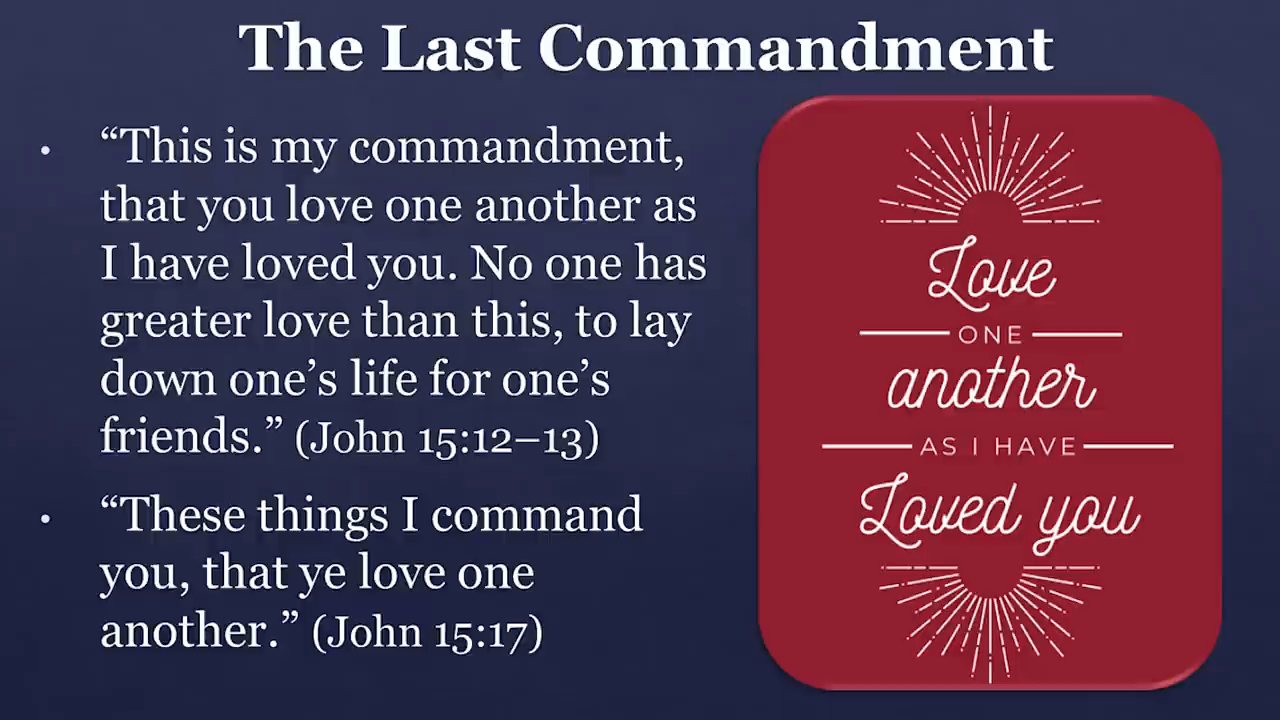 The Last Commandment
• “This is my commandment,
that you love one another as
I have loved you. No one has
greater love than this, to lay
down one’s life for one’s
friends.” (John 15:12–13)
• “These things I command
you, that ye love one
another.” (John 15:17)
Love
ONE
another
AS I HAVE
Loved you